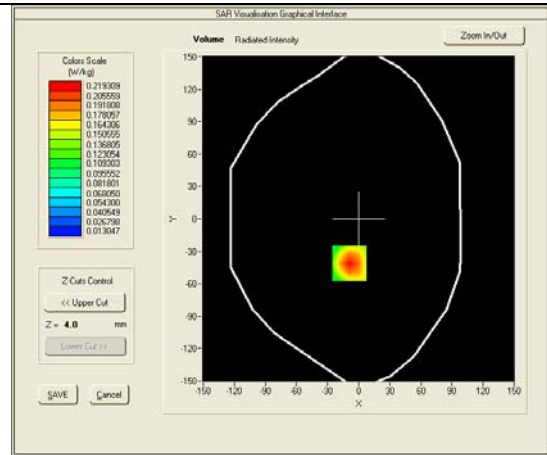 SAR Visualisation Graphical Interface
Volume Radiated Intensity
Zoom In/Out
Colors Scale
(W/kg)
0.219309
0.205559
0.191808
0.178057
0.164306
0.150555
0.136805
0.123054
0.109303
0.095552
0.081801
0.068050
0.054300
0.040549
0.026798
0.013047
Z Cuts Control
<< Upper Cut
Z = 4.0 mm
Lower Cut >>
SAVE Cancel
150
120
90
60
30
0
-30
-60
-90
-120
-150
Y
-150 -120 -90 -60 -30 0 30 60 90 120 150
X